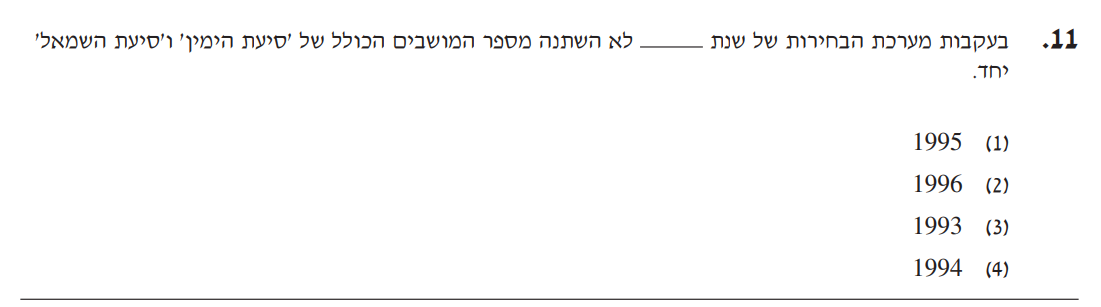 11. בעקבות מערכת הבחירות של שנת _____ לא השתנה מספר המושבים הכולל של 'סיעת הימין' ו'סיעת השמאל'
יחד.
(1) 1995
(2) 1996
(3) 1993
(4) 1994